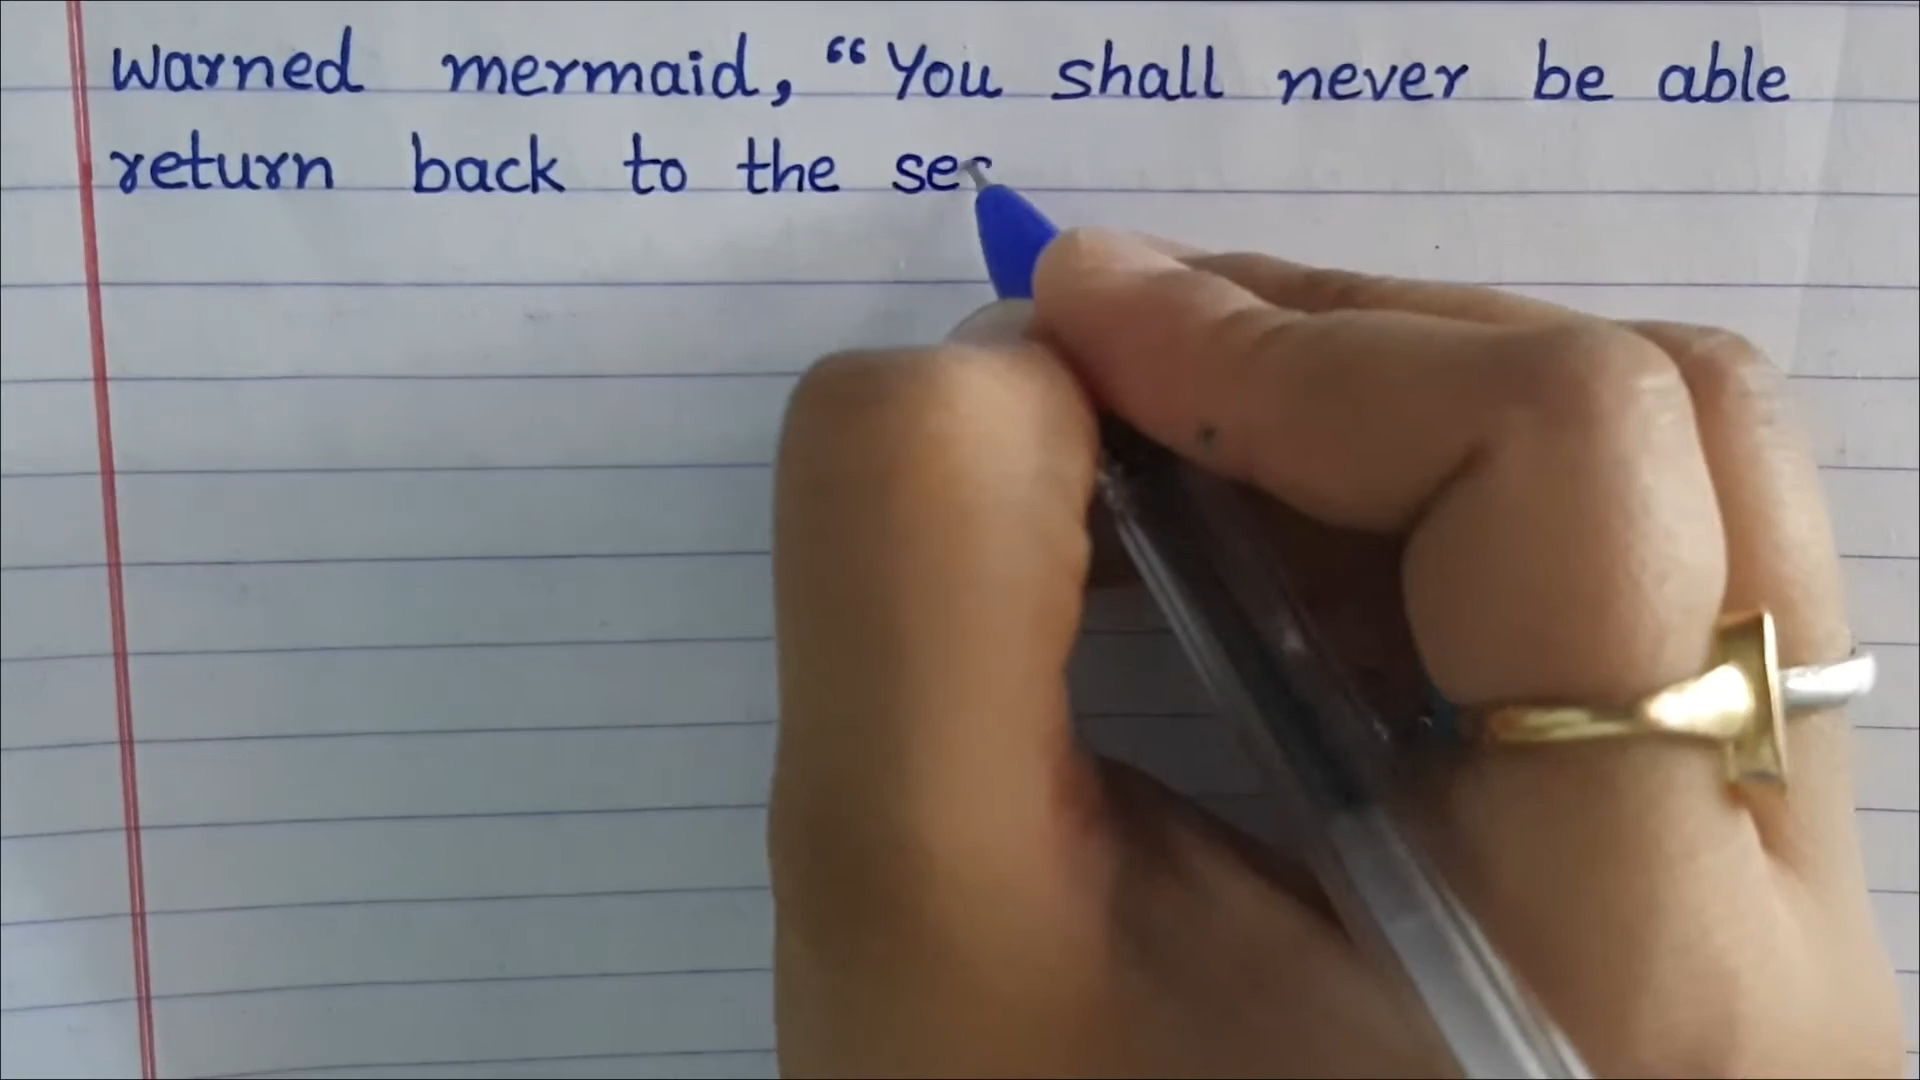 warned mermaid, “You shall never be able
return back to the